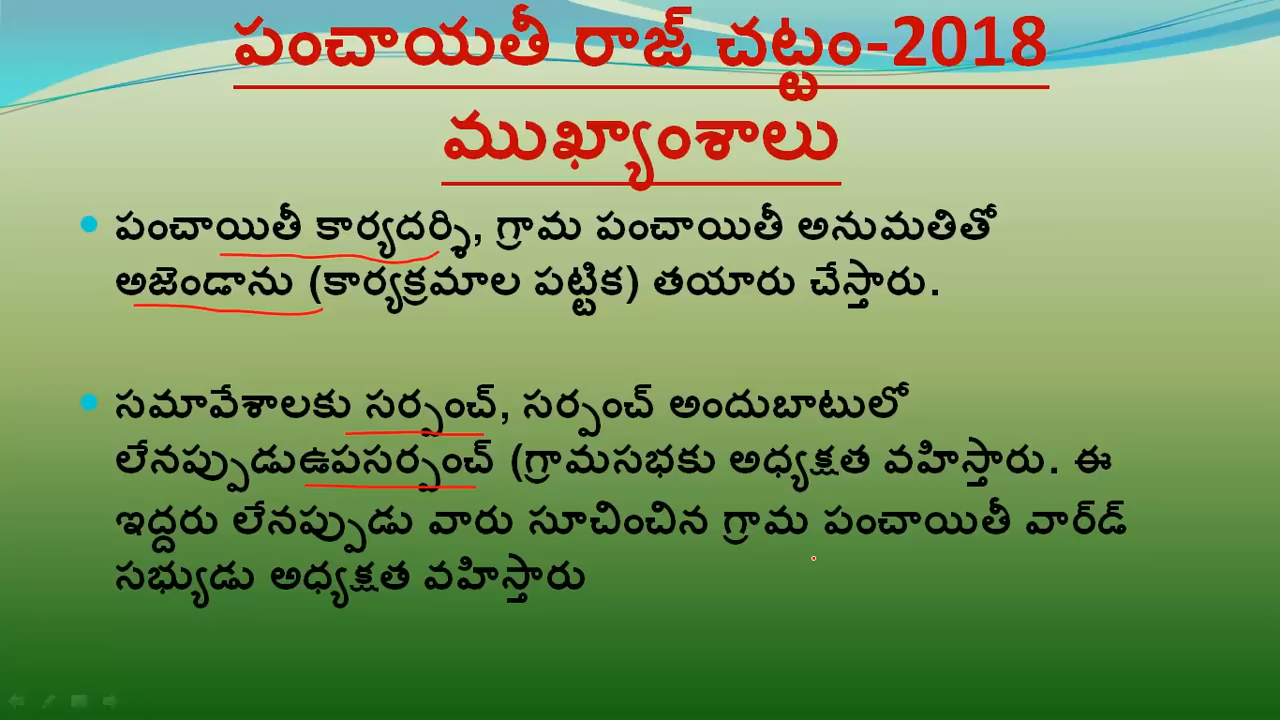 పంచాయతీ రాజ్ చట్టం-2018
ముఖ్యాంశాలు
• పంచాయితీ కార్యదర్శి, గ్రామ పంచాయితీ అనుమతితో
అజెండాను (కార్యక్రమాల పట్టిక) తయారు చేస్తారు.
• సమావేశాలకు సర్పంచ్, సర్పంచ్ అందుబాటులో
లేనప్పుడుఉపసర్పంచ్ (గ్రామసభకు అధ్యక్షత వహిస్తారు. ఈ
ఇద్దరు లేనప్పుడు వారు సూచించిన గ్రామ పంచాయితీ వార్‌డ్
సభ్యుడు అధ్యక్షత వహిస్తారు